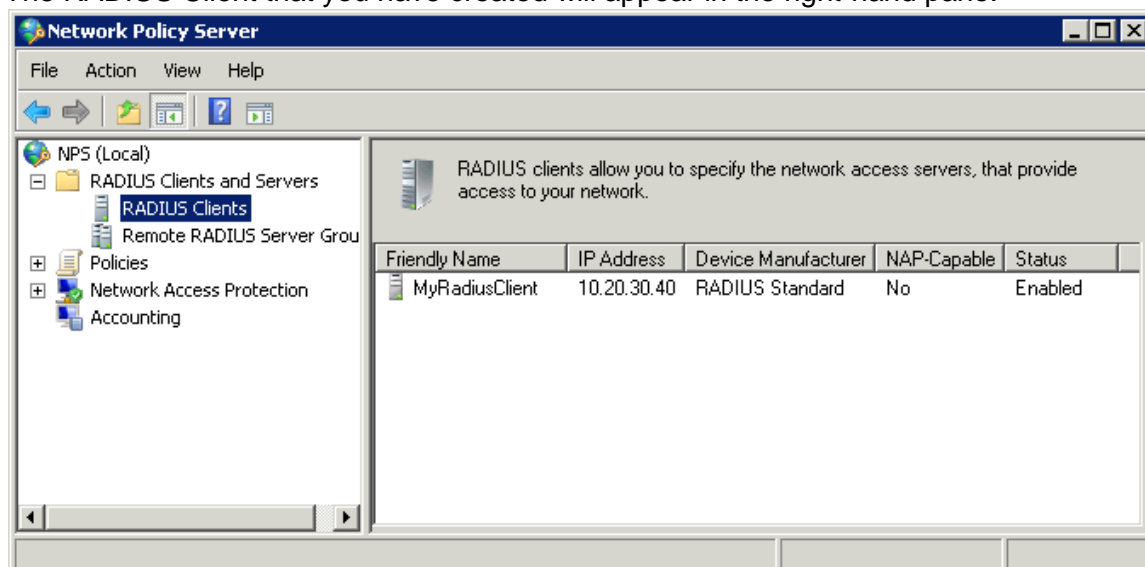 The RADIUS Client that you have created will appear in the right-hand pane.
Network Policy Server
File Action View Help
NPS (Local)
RADIUS Clients and Servers
RADIUS Clients
Remote RADIUS Server Grou
Policies
Network Access Protection
Accounting
RADIUS clients allow you to specify the network access servers, that provide
access to your network.
Friendly Name IP Address Device Manufacturer NAP-Capable Status
MyRadiusClient 10.20.30.40 RADIUS Standard No Enabled